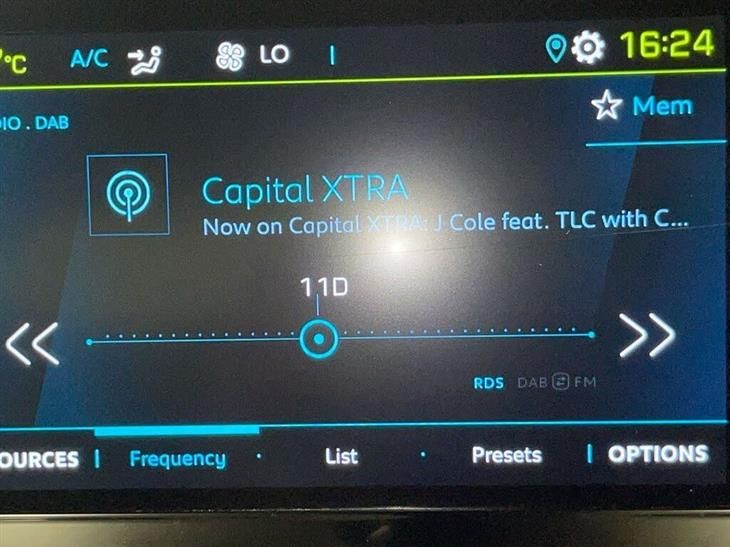 °C A/C LO 16:24
IO . DAB
Mem
Capital XTRA
Now on Capital XTRA: J Cole feat. TLC with C...
11D
RDS DAB FM
OURCES Frequency List Presets OPTIONS